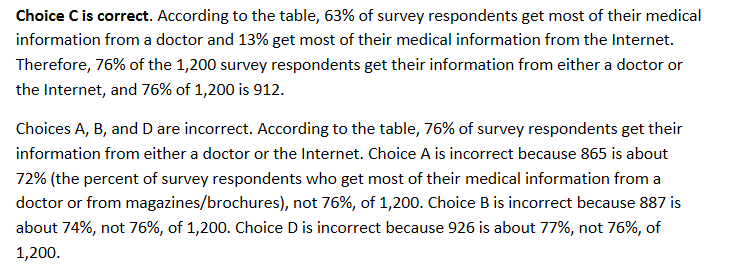 Choice C is correct. According to the table, 63% of survey respondents get most of their medical
information from a doctor and 13% get most of their medical information from the Internet.
Therefore, 76% of the 1,200 survey respondents get their information from either a doctor or
the Internet, and 76% of 1,200 is 912.
Choices A, B, and D are incorrect. According to the table, 76% of survey respondents get their
information from either a doctor or the Internet. Choice A is incorrect because 865 is about
72% (the percent of survey respondents who get most of their medical information from a
doctor or from magazines/brochures), not 76%, of 1,200. Choice B is incorrect because 887 is
about 74%, not 76%, of 1,200. Choice D is incorrect because 926 is about 77%, not 76%, of
1,200.